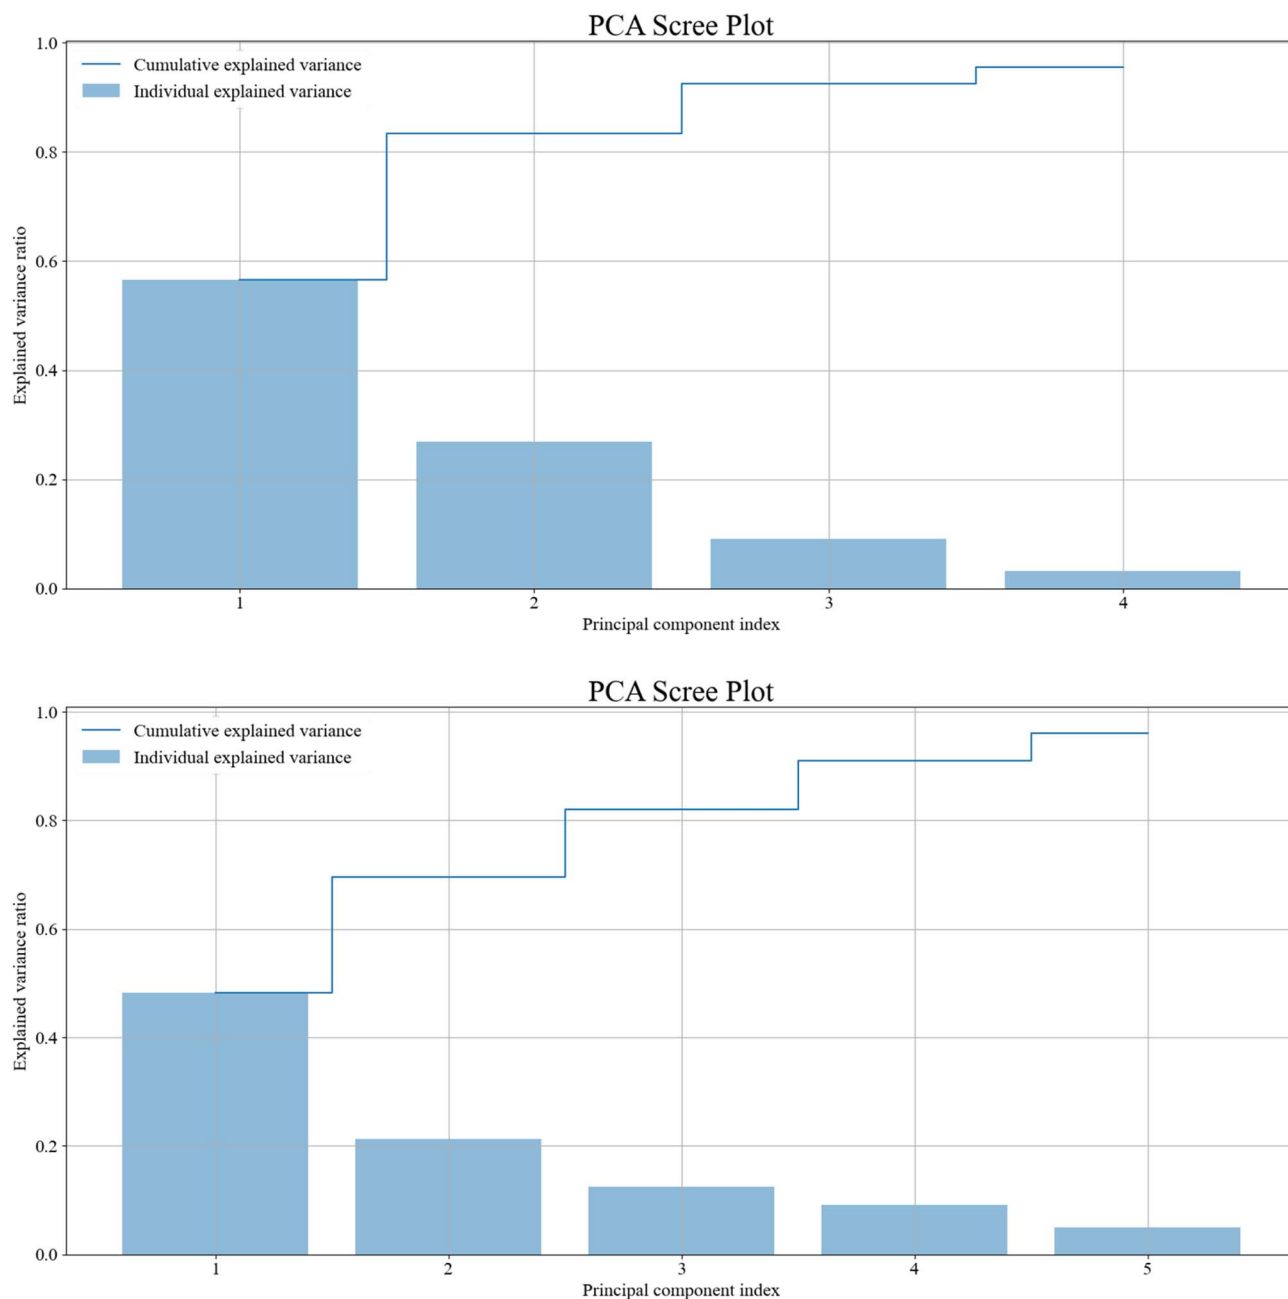 PCA Scree Plot
Cumulative explained variance
Individual explained variance
1.0
0.8
0.6
0.4
0.2
0.0
Explained variance ratio
1 2 3 4
Principal component index
PCA Scree Plot
Cumulative explained variance
Individual explained variance
1.0
0.8
0.6
0.4
0.2
0.0
Explained variance ratio
1 2 3 4 5
Principal component index